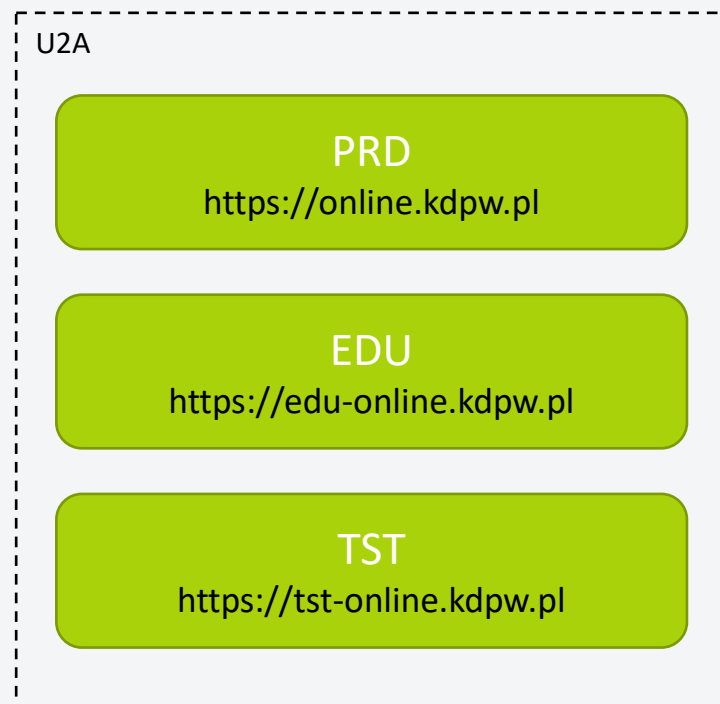 U2A
PRD
https://online.kdpw.pl
EDU
https://edu-online.kdpw.pl
TST
https://tst-online.kdpw.pl